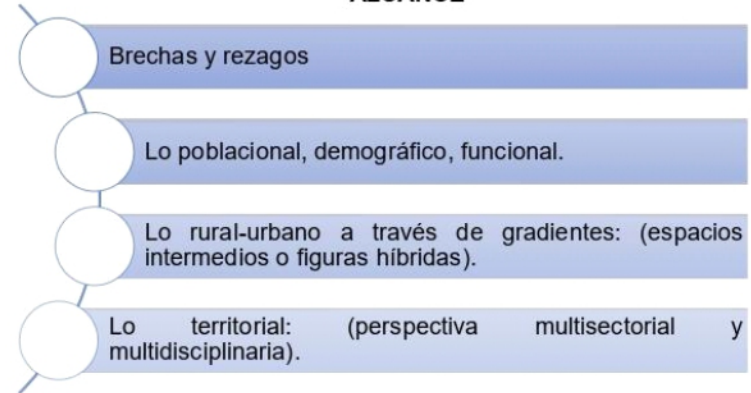 ALCANCE
Brechas y rezagos
Lo poblacional, demográfico, funcional.
Lo rural-urbano a través de gradientes: (espacios
intermedios o figuras híbridas).
Lo territorial: (perspectiva multisectorial y
multidisciplinaria).